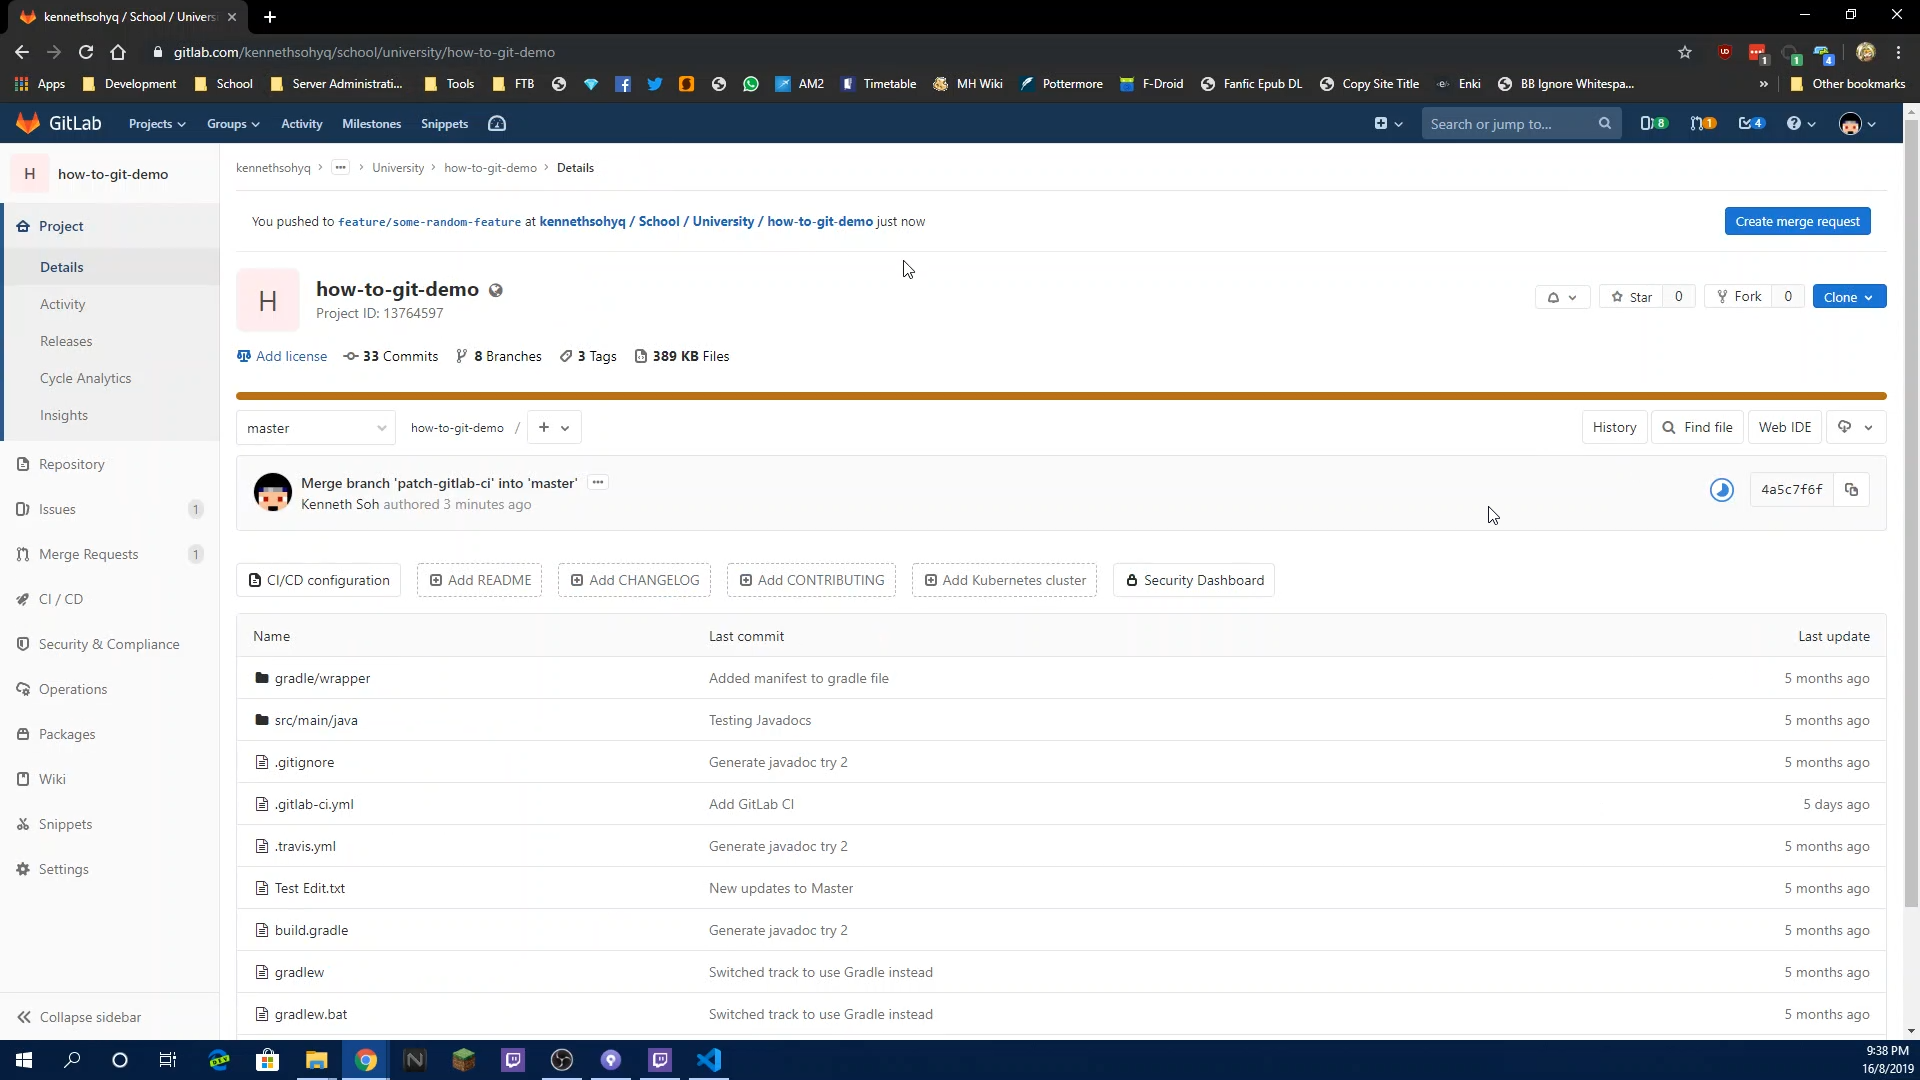 kennethsohyq / School / Univers
gitlab.com/kennethsohyq/school/university/how-to-git-demo
1 1 4
Apps Development School Server Administrati... Tools FTB AM2 Timetable MH Wiki Pottermore F-Droid Fanfic Epub DL Copy Site Title Enki BB Ignore Whitespa... » Other bookmarks
GitLab Projects Groups Activity Milestones Snippets Search or jump to... 8 1 4
H how-to-git-demo
kennethsohyq > ... > University > how-to-git-demo > Details
Project
You pushed to feature/some-random-feature at kennethsohyq / School / University / how-to-git-demo just now Create merge request
Details
Activity
Releases
Cycle Analytics
Insights
Repository
Issues 1
Merge Requests 1
CI / CD
Security & Compliance
Operations
Packages
Wiki
Snippets
Settings
Collapse sidebar
H
how-to-git-demo
Project ID: 13764597
Star 0 Fork 0 Clone
Add license 33 Commits 8 Branches 3 Tags 389 KB Files
master how-to-git-demo / + History Find file Web IDE
Merge branch 'patch-gitlab-ci' into 'master' ...
Kenneth Soh authored 3 minutes ago
4a5c7f6f
CI/CD configuration Add README Add CHANGELOG Add CONTRIBUTING Add Kubernetes cluster Security Dashboard
Name Last commit Last update
gradle/wrapper Added manifest to gradle file 5 months ago
src/main/java Testing Javadocs 5 months ago
.gitignore Generate javadoc try 2 5 months ago
.gitlab-ci.yml Add GitLab CI 5 days ago
.travis.yml Generate javadoc try 2 5 months ago
Test Edit.txt New updates to Master 5 months ago
build.gradle Generate javadoc try 2 5 months ago
gradlew Switched track to use Gradle instead 5 months ago
gradlew.bat Switched track to use Gradle instead 5 months ago
DEV
N
9:38 PM
16/8/2019